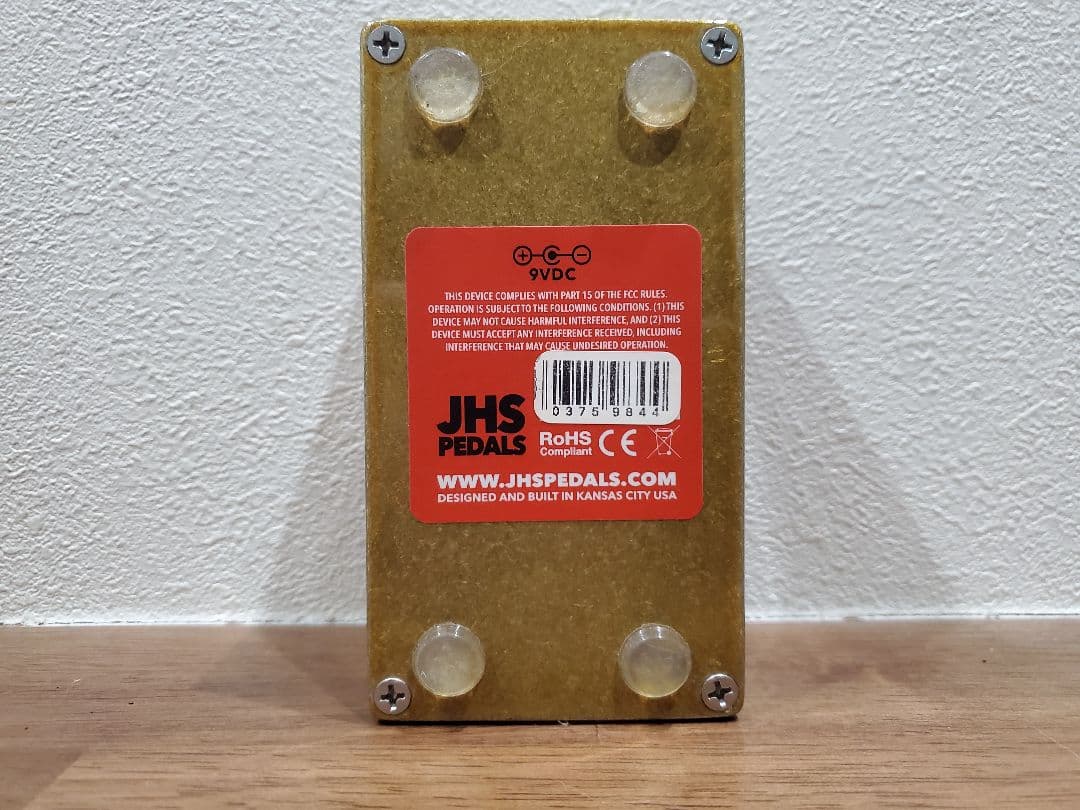 9VDC
THIS DEVICE COMPLIES WITH PART 15 OF THE FCC RULES.
OPERATION IS SUBJECT TO THE FOLLOWING CONDITIONS. (1) THIS
DEVICE MAY NOT CAUSE HARMFUL INTERFERENCE, AND (2) THIS
DEVICE MUST ACCEPT ANY INTERFERENCE RECEIVED, INCLUDING
INTERFERENCE THAT MAY CAUSE UNDESIRED OPERATION.
03759844
JHS
PEDALS
RoHS
Compliant
CE
WWW.JHSPEDALS.COM
DESIGNED AND BUILT IN KANSAS CITY USA